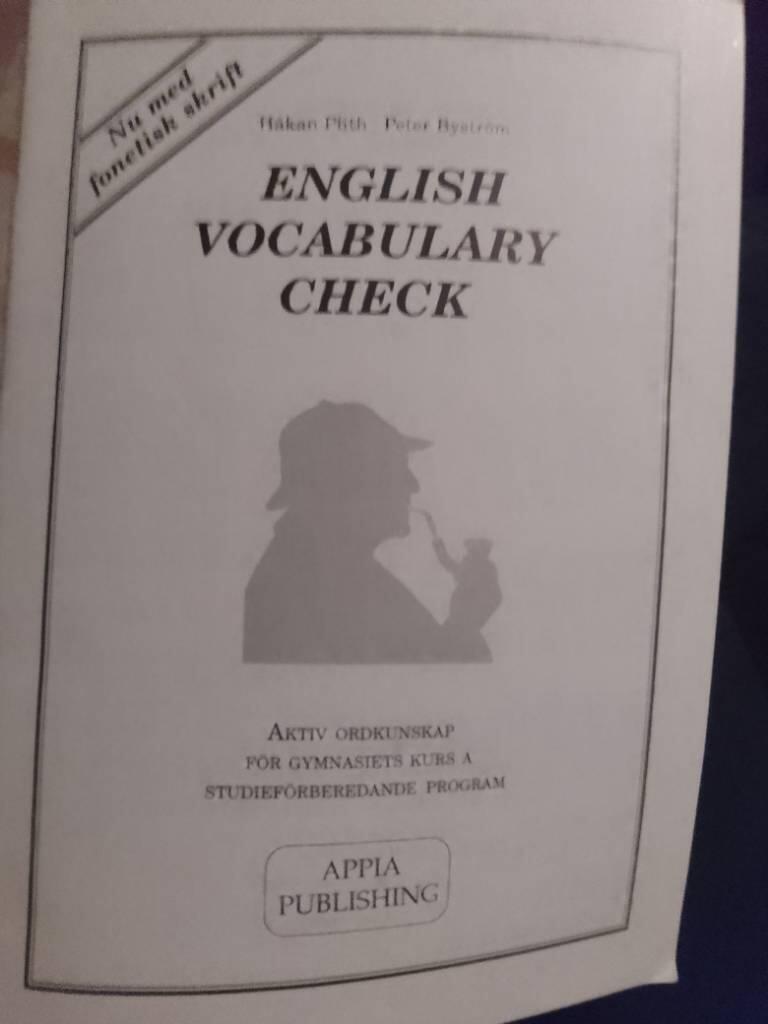 Nu med
fonetisk skrift
Håkan Plith Peter Byström
ENGLISH
VOCABULARY
CHECK
AKTIV ORDKUNSKAP
FÖR GYMNASIETS KURS A
STUDIEFÖRBEREDANDE PROGRAM
APPIA
PUBLISHING